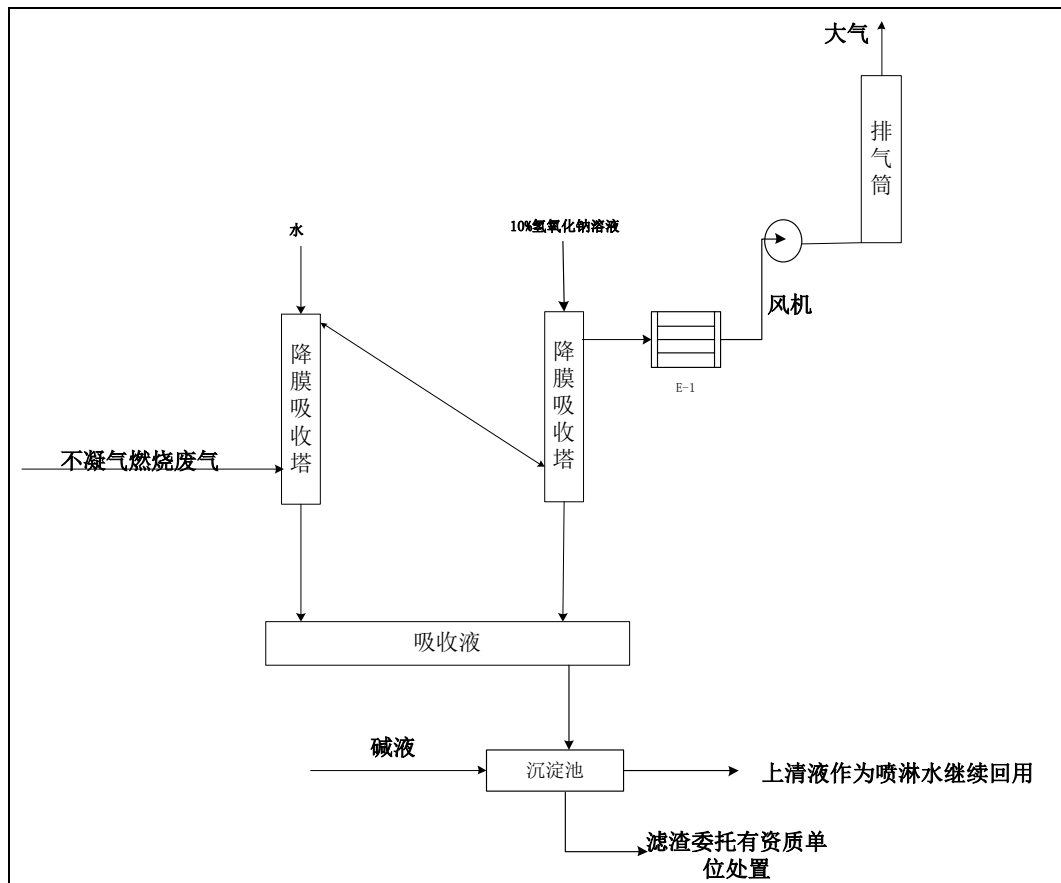 大气
排气筒
水
10%氢氧化钠溶液
风机
降膜吸收塔
降膜吸收塔
E-1
不凝气燃烧废气
吸收液
碱液
沉淀池
上清液作为喷淋水继续回用
滤渣委托有资质单
位处置